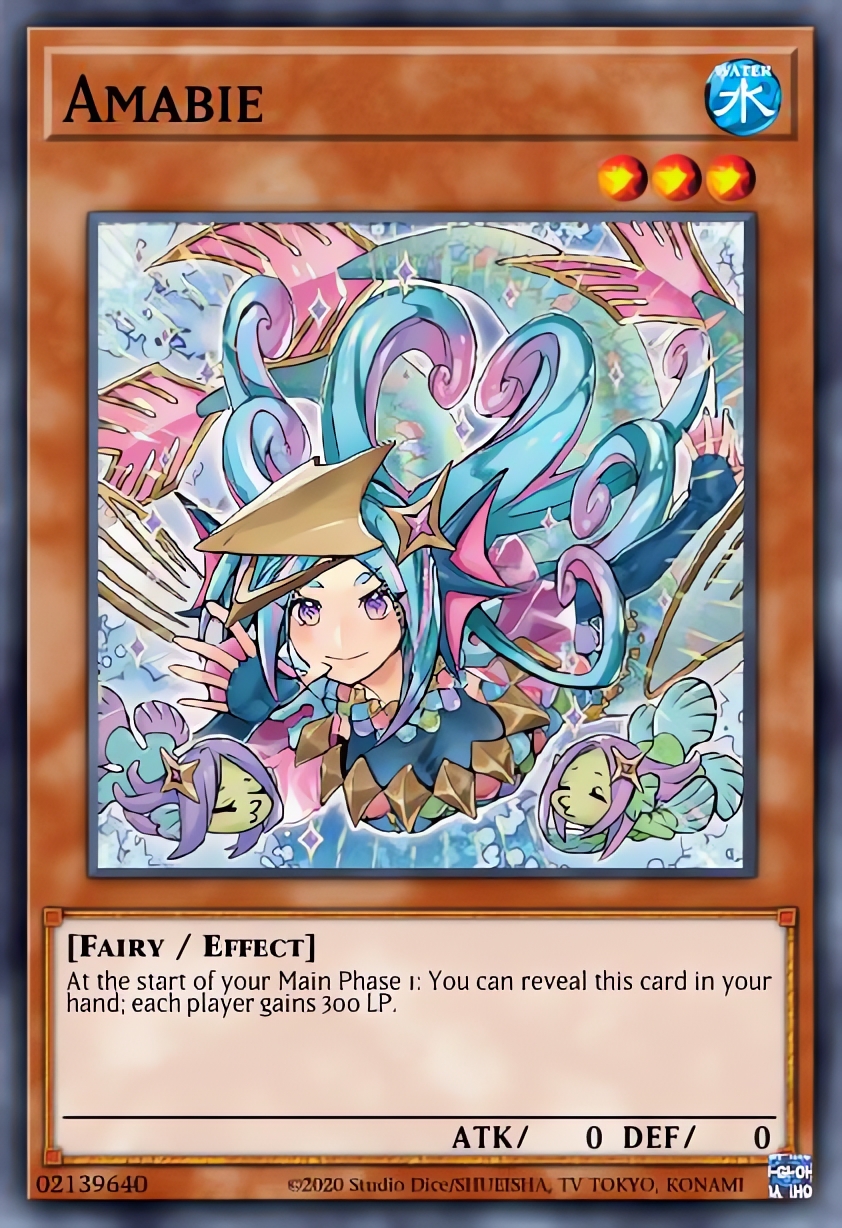 Amabie
WATER
水
[Fairy / Effect]
At the start of your Main Phase 1: You can reveal this card in your
hand; each player gains 300 LP.
ATK/ 0 DEF/ 0
02139640 ©2020 Studio Dice/SHUEISHA, TV TOKYO, KONAMI